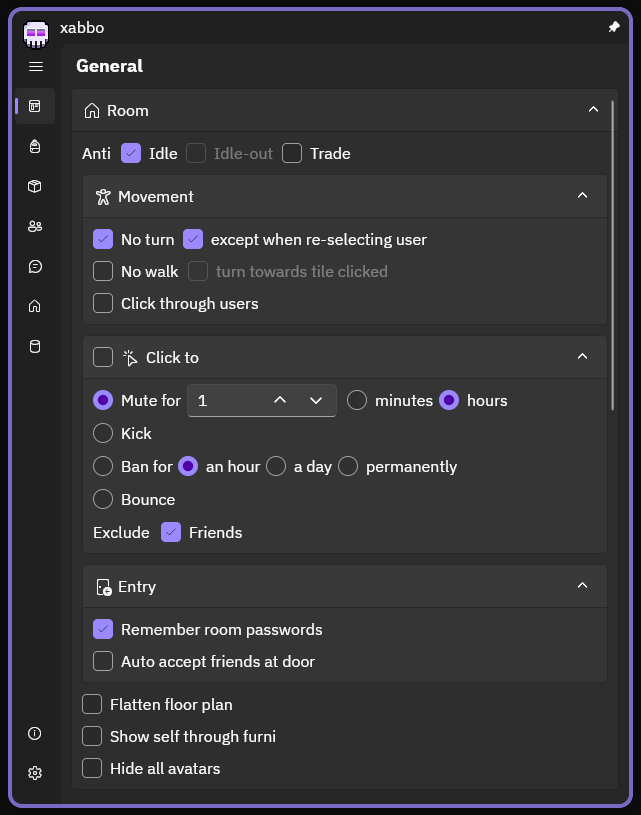 xabbo
General
Room
Anti Idle Idle-out Trade
Movement
No turn except when re-selecting user
No walk turn towards tile clicked
Click through users
Click to
Mute for 1 minutes hours
Kick
Ban for an hour a day permanently
Bounce
Exclude Friends
Entry
Remember room passwords
Auto accept friends at door
Flatten floor plan
Show self through furni
Hide all avatars